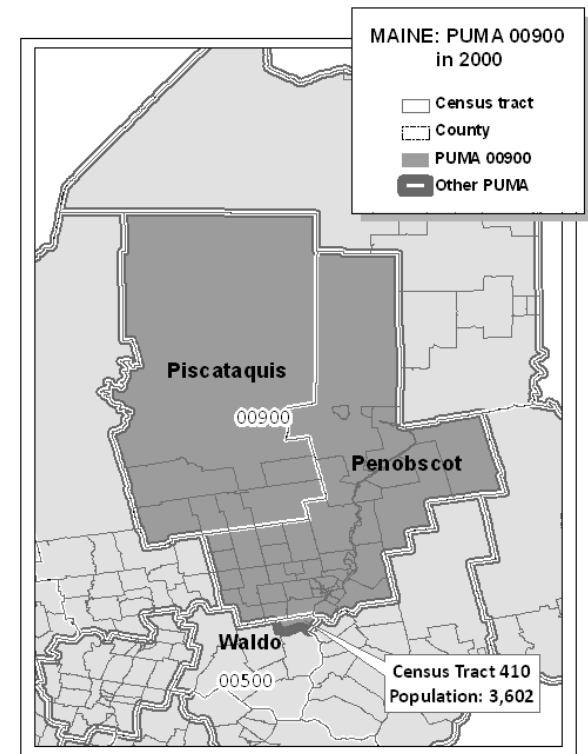 MAINE: PUMA 00900
in 2000
Census tract
County
PUMA 00900
Other PUMA
Piscataquis
00900
Penobscot
Waldo
00500
Census Tract 410
Population: 3,602